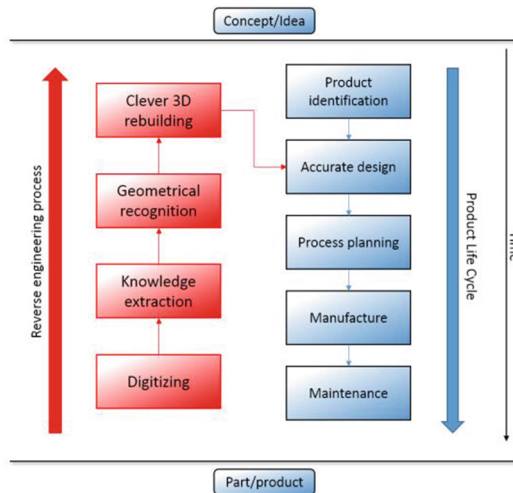 Concept/Idea
Reverse engineering process
Clever 3D
rebuilding
Geometrical
recognition
Knowledge
extraction
Digitizing
Product
identification
Accurate design
Process planning
Manufacture
Maintenance
Product Life Cycle
Part/product